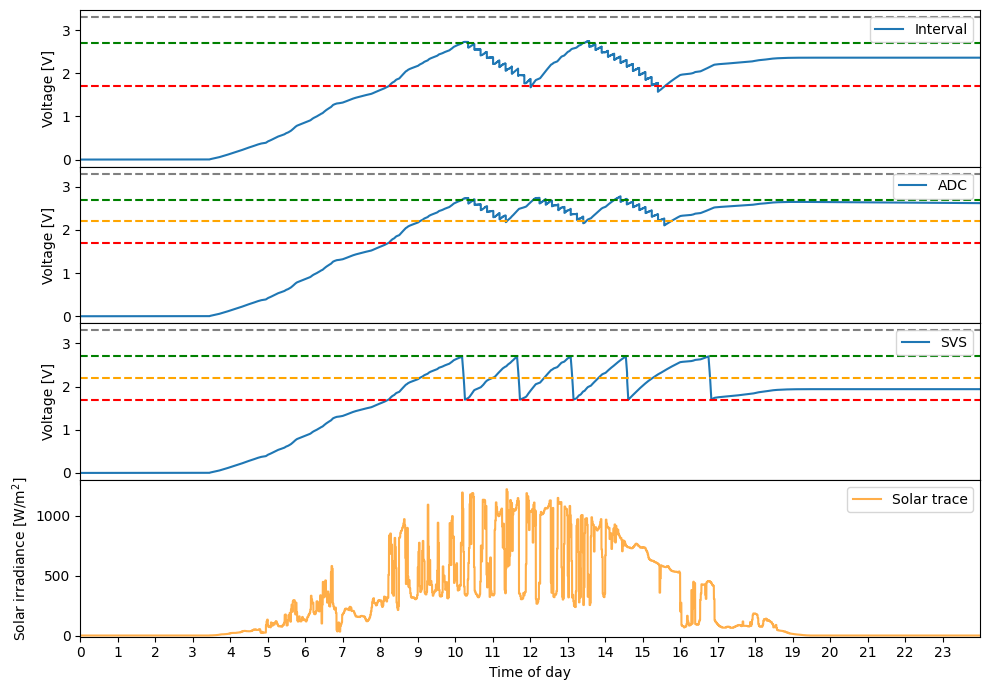 Voltage [V]
3
2
1
0
Interval
Voltage [V]
3
2
1
0
ADC
Voltage [V]
3
2
1
0
SVS
Solar irradiance [W/m²]
1000
500
0
Solar trace
0 1 2 3 4 5 6 7 8 9 10 11 12 13 14 15 16 17 18 19 20 21 22 23
Time of day